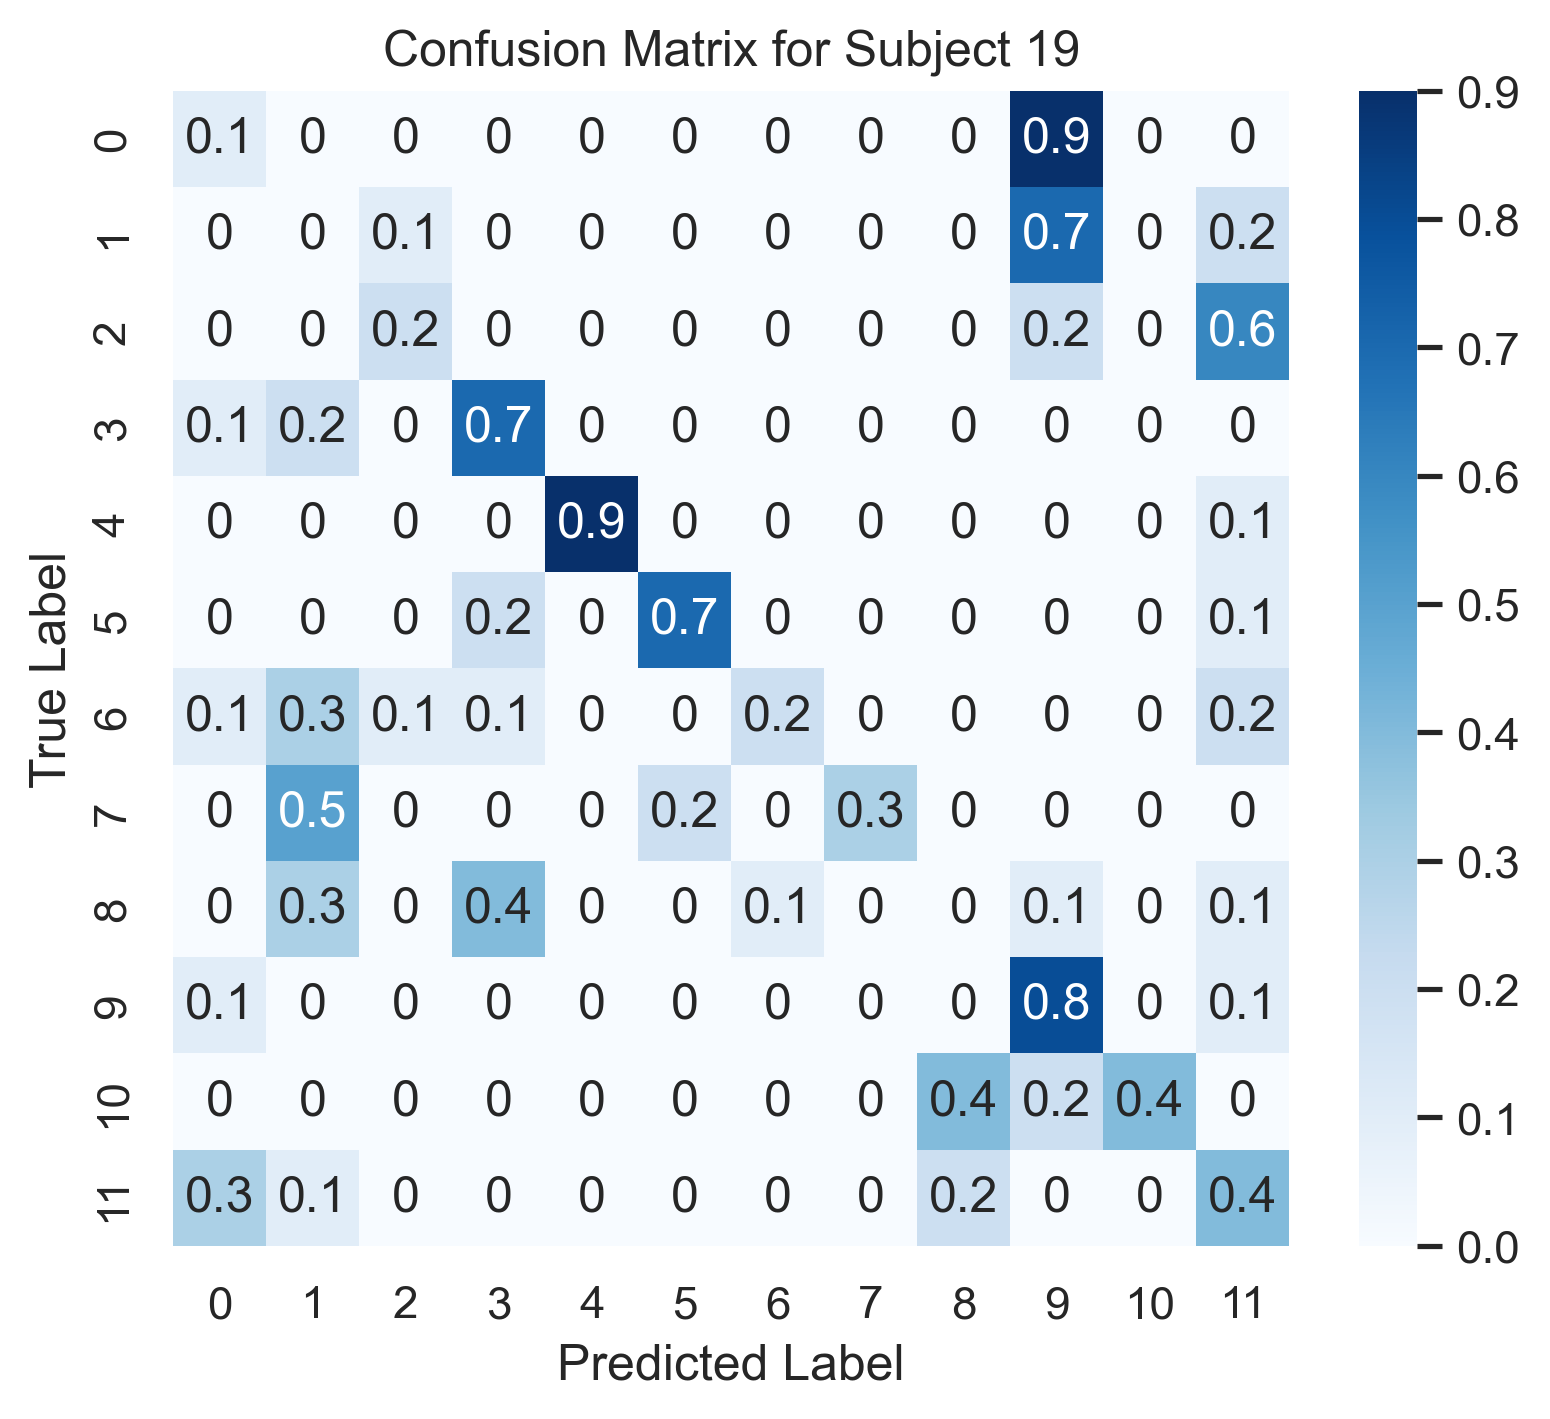 Confusion Matrix for Subject 19
0 0.1 0 0 0 0 0 0 0 0 0.9 0 0
1 0 0 0.1 0 0 0 0 0 0 0.7 0 0.2
2 0 0 0.2 0 0 0 0 0 0 0.2 0 0.6
3 0.1 0.2 0 0.7 0 0 0 0 0 0 0 0
4 0 0 0 0 0.9 0 0 0 0 0 0 0.1
5 0 0 0 0.2 0 0.7 0 0 0 0 0 0.1
6 0.1 0.3 0.1 0.1 0 0 0.2 0 0 0 0 0.2
7 0 0.5 0 0 0 0.2 0 0.3 0 0 0 0
8 0 0.3 0 0.4 0 0 0.1 0 0 0.1 0 0.1
9 0.1 0 0 0 0 0 0 0 0 0.8 0 0.1
10 0 0 0 0 0 0 0 0 0.4 0.2 0.4 0
11 0.3 0.1 0 0 0 0 0 0 0.2 0 0 0.4
0 1 2 3 4 5 6 7 8 9 10 11
Predicted Label
True Label
0.9
0.8
0.7
0.6
0.5
0.4
0.3
0.2
0.1
0.0